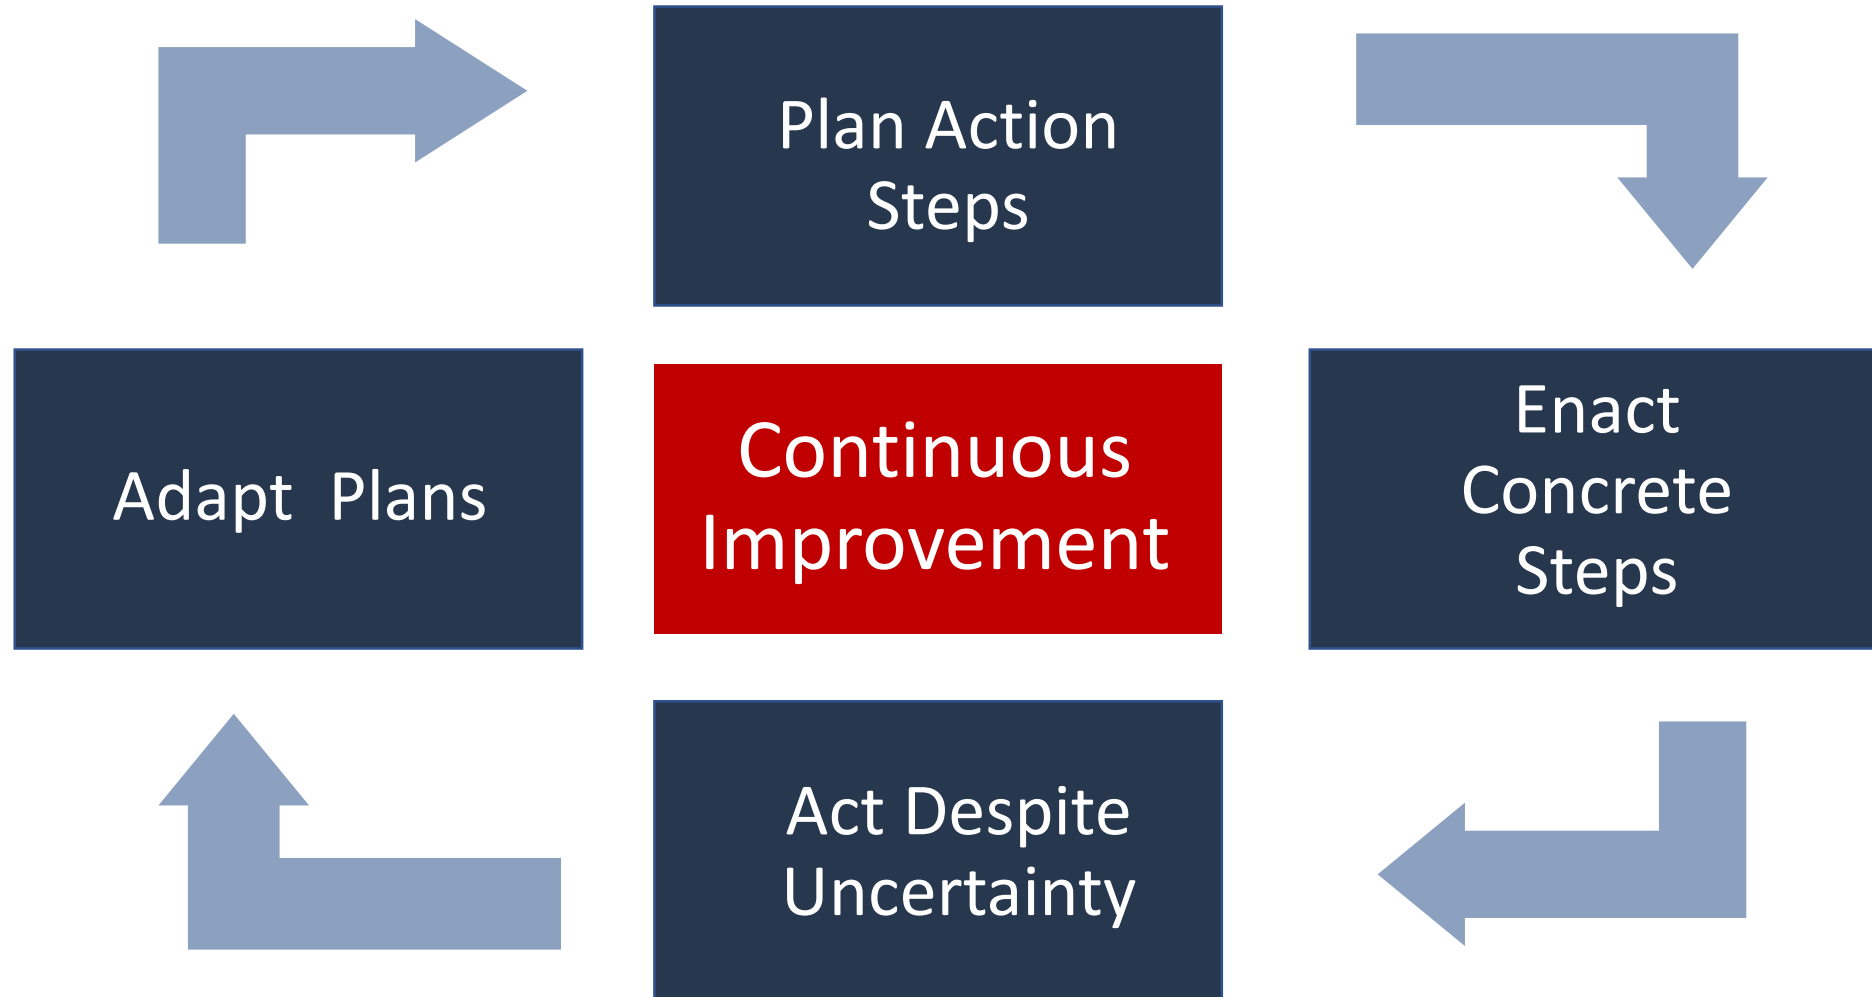 Plan Action
Steps
Enact
Concrete
Steps
Continuous
Improvement
Adapt  Plans
Act Despite
Uncertainty